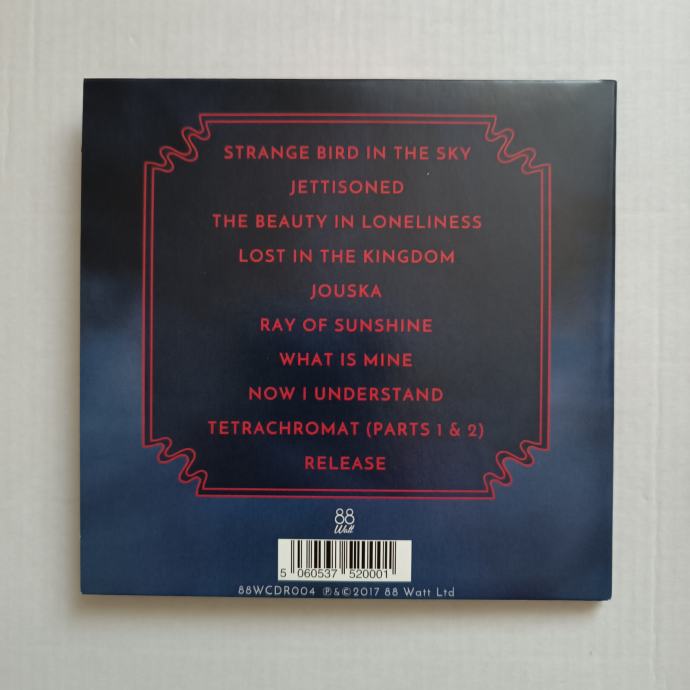 STRANGE BIRD IN THE SKY
JETTISONED
THE BEAUTY IN LONELINESS
LOST IN THE KINGDOM
JOUSKA
RAY OF SUNSHINE
WHAT IS MINE
NOW I UNDERSTAND
TETRACHROMAT (PARTS 1 & 2)
RELEASE
88
Watt
5 060537 520001
88WCDR004 ℗&©2017 88 Watt Ltd